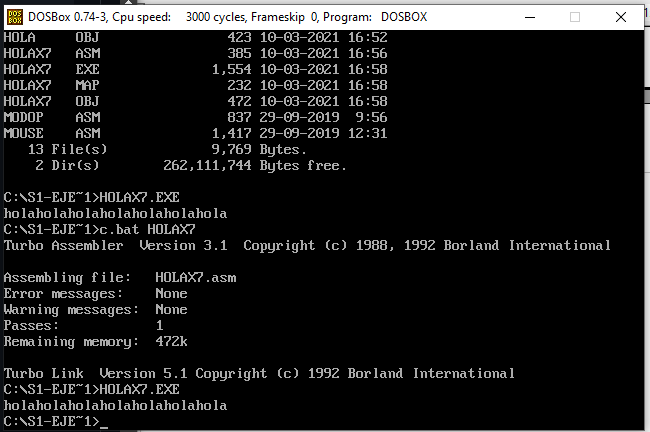 DOSBox 0.74-3, Cpu speed:    3000 cycles, Frameskip  0, Program:   DOSBOX
HOLA     OBJ             423 10-03-2021 16:52
HOLAX7   ASM             385 10-03-2021 16:56
HOLAX7   EXE           1,554 10-03-2021 16:58
HOLAX7   MAP             232 10-03-2021 16:58
HOLAX7   OBJ             472 10-03-2021 16:58
MODOP    ASM             837 29-09-2019  9:56
MOUSE    ASM           1,417 29-09-2019 12:31
   13 File(s)          9,769 Bytes.
    2 Dir(s)     262,111,744 Bytes free.
C:\S1-EJE~1>HOLAX7.EXE
holaholaholaholaholaholahola
C:\S1-EJE~1>c.bat HOLAX7
Turbo Assembler  Version 3.1  Copyright (c) 1988, 1992 Borland International
Assembling file:   HOLAX7.asm
Error messages:    None
Warning messages:  None
Passes:            1
Remaining memory:  472k
Turbo Link  Version 5.1 Copyright (c) 1992 Borland International
C:\S1-EJE~1>HOLAX7.EXE
holaholaholaholaholaholahola
C:\S1-EJE~1>_